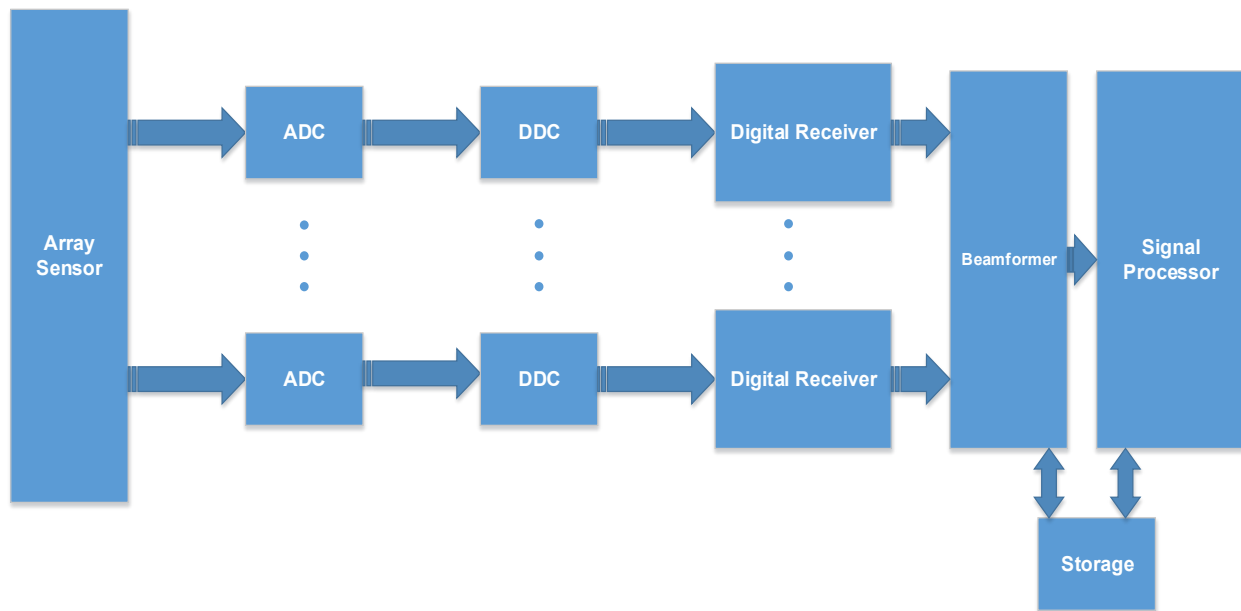 Array
Sensor
ADC
DDC
Digital Receiver
ADC
DDC
Digital Receiver
Beamformer
Signal
Processor
Storage